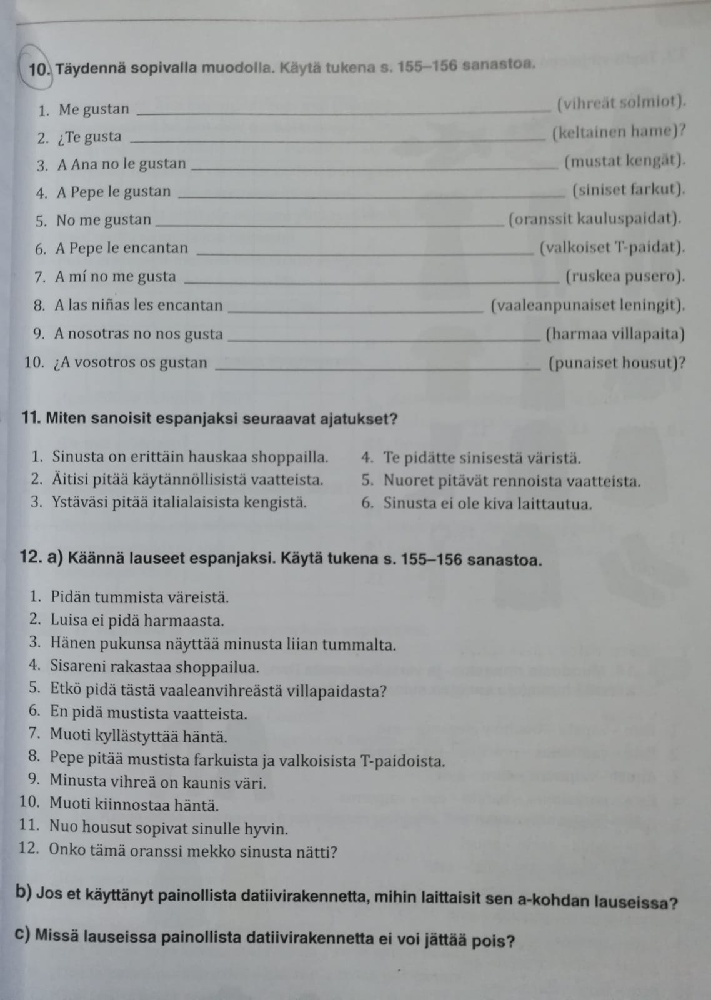 10. Täydennä sopivalla muodolla. Käytä tukena s. 155–156 sanastoa.
1. Me gustan ______ (vihreät solmiot).
2. ¿Te gusta ______ (keltainen hame)?
3. A Ana no le gustan ______ (mustat kengät).
4. A Pepe le gustan ______ (siniset farkut).
5. No me gustan ______ (oranssit kauluspaidat).
6. A Pepe le encantan ______ (valkoiset T-paidat).
7. A mí no me gusta ______ (ruskea pusero).
8. A las niñas les encantan ______ (vaaleanpunaiset leningit).
9. A nosotras no nos gusta ______ (harmaa villapaita)
10. ¿A vosotros os gustan ______ (punaiset housut)?
11. Miten sanoisit espanjaksi seuraavat ajatukset?
1. Sinusta on erittäin hauskaa shoppailla.
2. Äitisi pitää käytännöllisistä vaatteista.
3. Ystäväsi pitää italialaisista kengistä.
4. Te pidätte sinisestä väristä.
5. Nuoret pitävät rennoista vaatteista.
6. Sinusta ei ole kiva laittautua.
12. a) Käännä lauseet espanjaksi. Käytä tukena s. 155–156 sanastoa.
1. Pidän tummista väreistä.
2. Luisa ei pidä harmaasta.
3. Hänen pukunsa näyttää minusta liian tummalta.
4. Sisareni rakastaa shoppailua.
5. Etkö pidä tästä vaaleanvihreästä villapaidasta?
6. En pidä mustista vaatteista.
7. Muoti kyllästyttää häntä.
8. Pepe pitää mustista farkuista ja valkoisista T-paidoista.
9. Minusta vihreä on kaunis väri.
10. Muoti kiinnostaa häntä.
11. Nuo housut sopivat sinulle hyvin.
12. Onko tämä oranssi mekko sinusta nätti?
b) Jos et käyttänyt painollista datiivirakennetta, mihin laittaisit sen a-kohdan lauseissa?
c) Missä lauseissa painollista datiivirakennetta ei voi jättää pois?